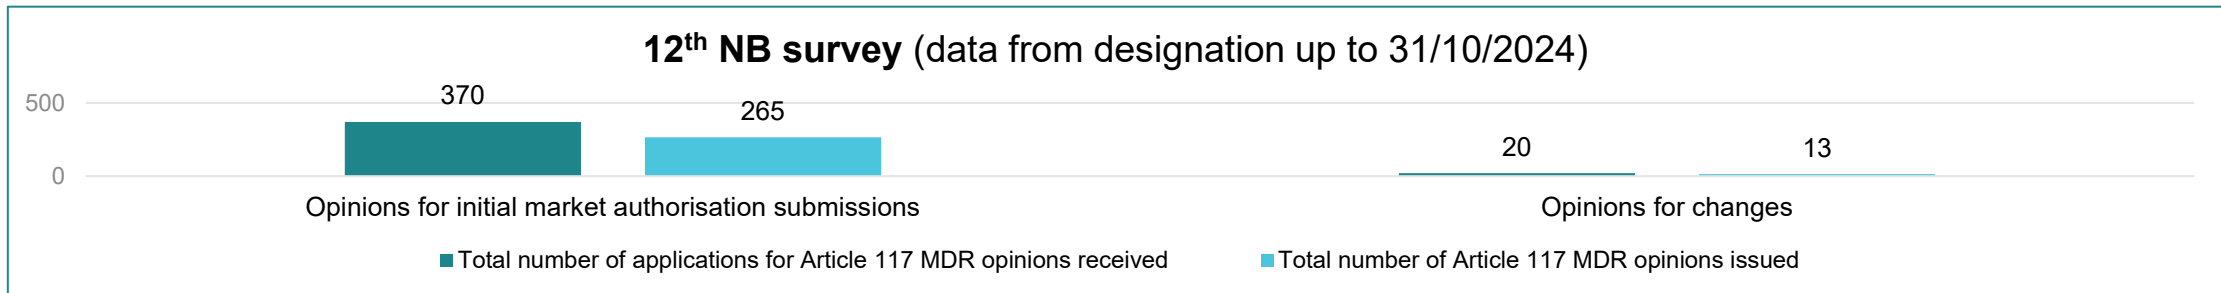 12th NB survey (data from designation up to 31/10/2024)
500
370
265
20
13
0
Opinions for initial market authorisation submissions
Opinions for changes
Total number of applications for Article 117 MDR opinions received
Total number of Article 117 MDR opinions issued